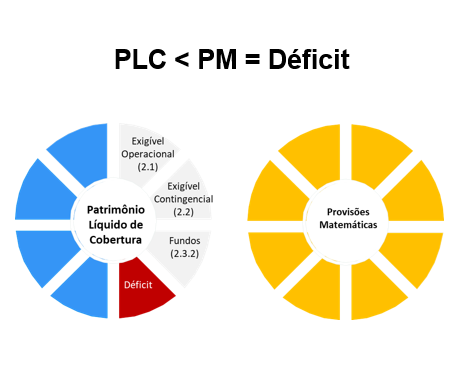 PLC < PM = Déficit
Exigível
Operacional
(2.1)
Exigível
Contingencial
(2.2)
Fundos
(2.3.2)
Déficit
Patrimônio
Líquido de
Cobertura
Provisões
Matemáticas